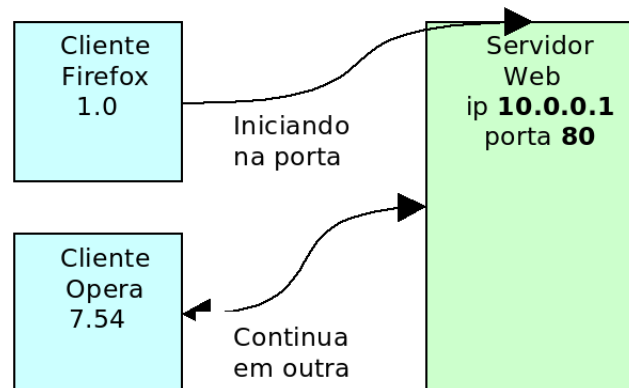 Cliente
Firefox
1.0
Servidor
Web
ip 10.0.0.1
porta 80
Iniciando
na porta
Cliente
Opera
7.54
Continua
em outra